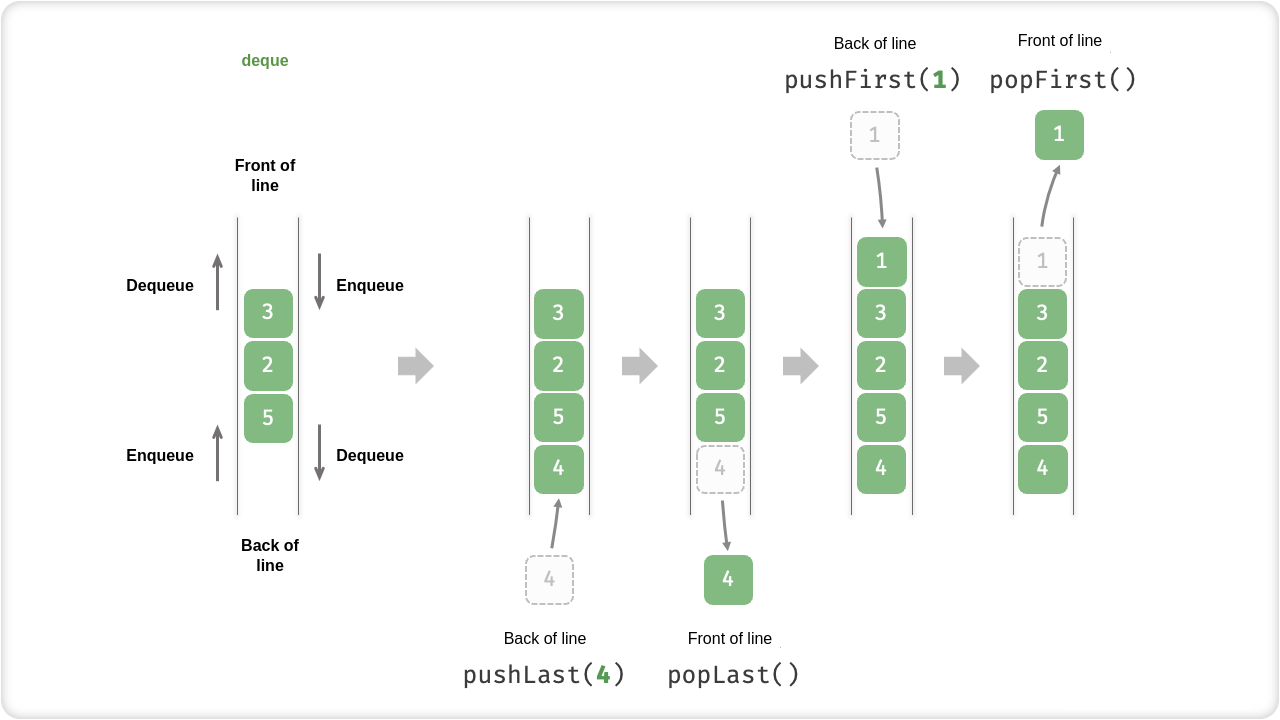 deque
Back of line
Front of line
pushFirst(1)
popFirst()
1
1
Front of
line
Dequeue
Enqueue
3
2
5
Enqueue
Dequeue
Back of
line
3
2
5
4
4
Back of line
pushLast(4)
3
2
5
4
4
Front of line
popLast()
1
3
2
5
4
1
3
2
5
4